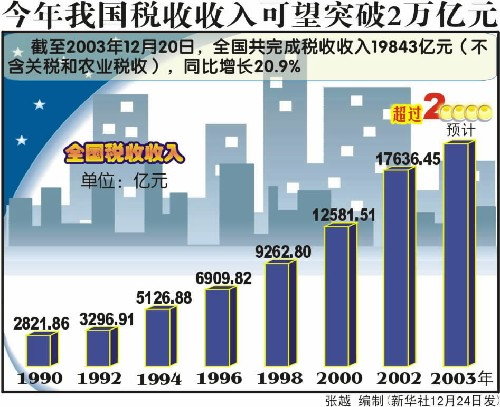 今年我国税收收入可望突破2万亿元
截至2003年12月20日，全国共完成税收收入19843亿元（不
含关税和农业税收），同比增长20.9%
超过20000
预计
全国税收收入
单位：亿元
17636.45
12581.51
9262.80
6909.82
5126.88
3296.91
2821.86
1990 1992 1994 1996 1998 2000 2002 2003年
张越 编制(新华社12月24日发)